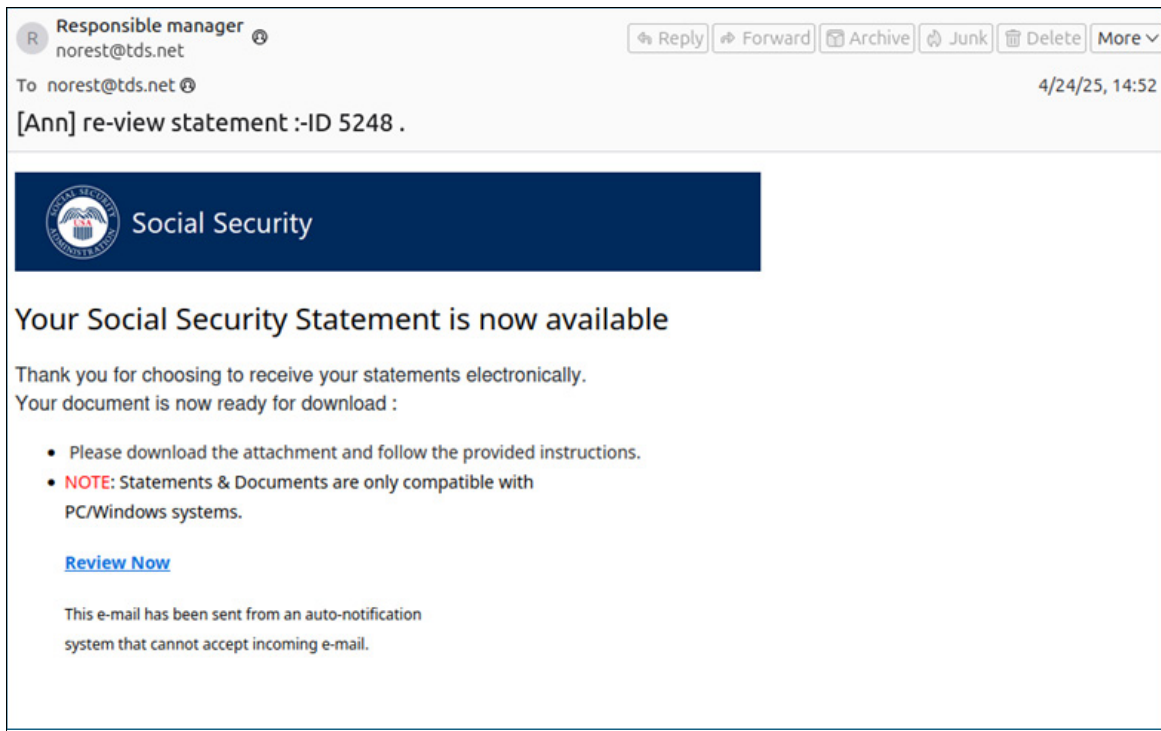 R
Responsible manager
norest@tds.net
Reply Forward Archive Junk Delete More
To norest@tds.net
4/24/25, 14:52
[Ann] re-view statement :-ID 5248 .
SOCIAL SECURITY ADMINISTRATION
USA
Social Security
Your Social Security Statement is now available
Thank you for choosing to receive your statements electronically.
Your document is now ready for download :
• Please download the attachment and follow the provided instructions.
• NOTE: Statements & Documents are only compatible with
PC/Windows systems.
Review Now
This e-mail has been sent from an auto-notification
system that cannot accept incoming e-mail.